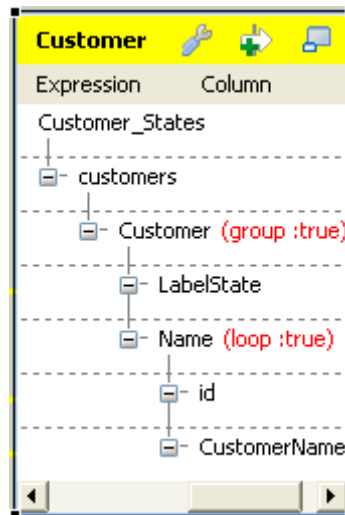 Customer
Expression Column
Customer_States
customers
Customer (group :true)
LabelState
Name (loop :true)
id
CustomerName